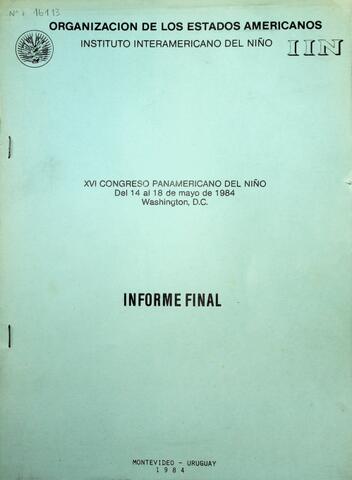 Nº 16113
ORGANIZACION DE LOS ESTADOS AMERICANOS
INSTITUTO INTERAMERICANO DEL NIÑO
IIN
XVI CONGRESO PANAMERICANO DEL NIÑO
Del 14 al 18 de mayo de 1984
Washington, D.C.
INFORME FINAL
MONTEVIDEO - URUGUAY
1984